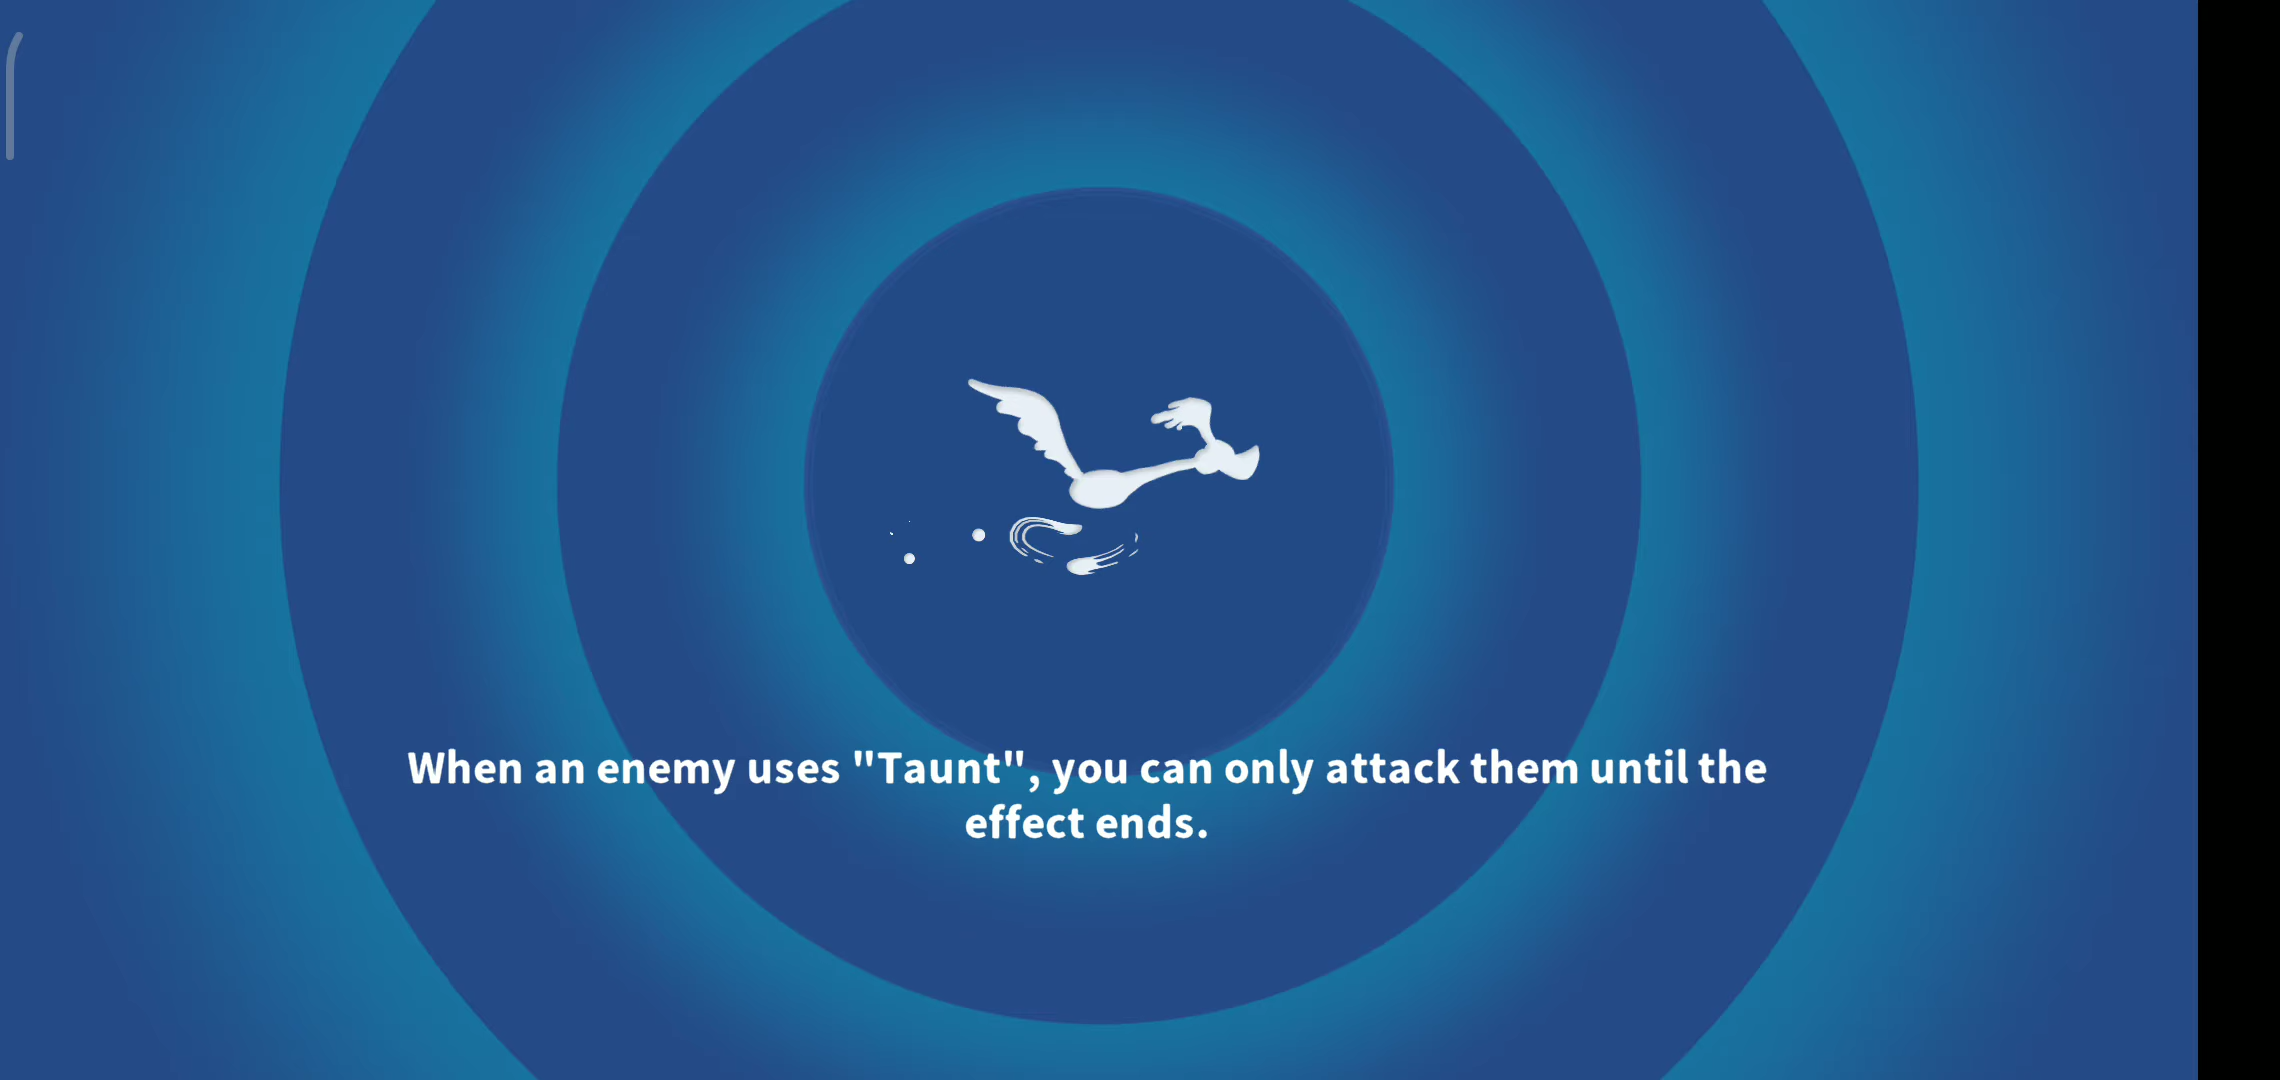 When an enemy uses "Taunt", you can only attack them until the
effect ends.